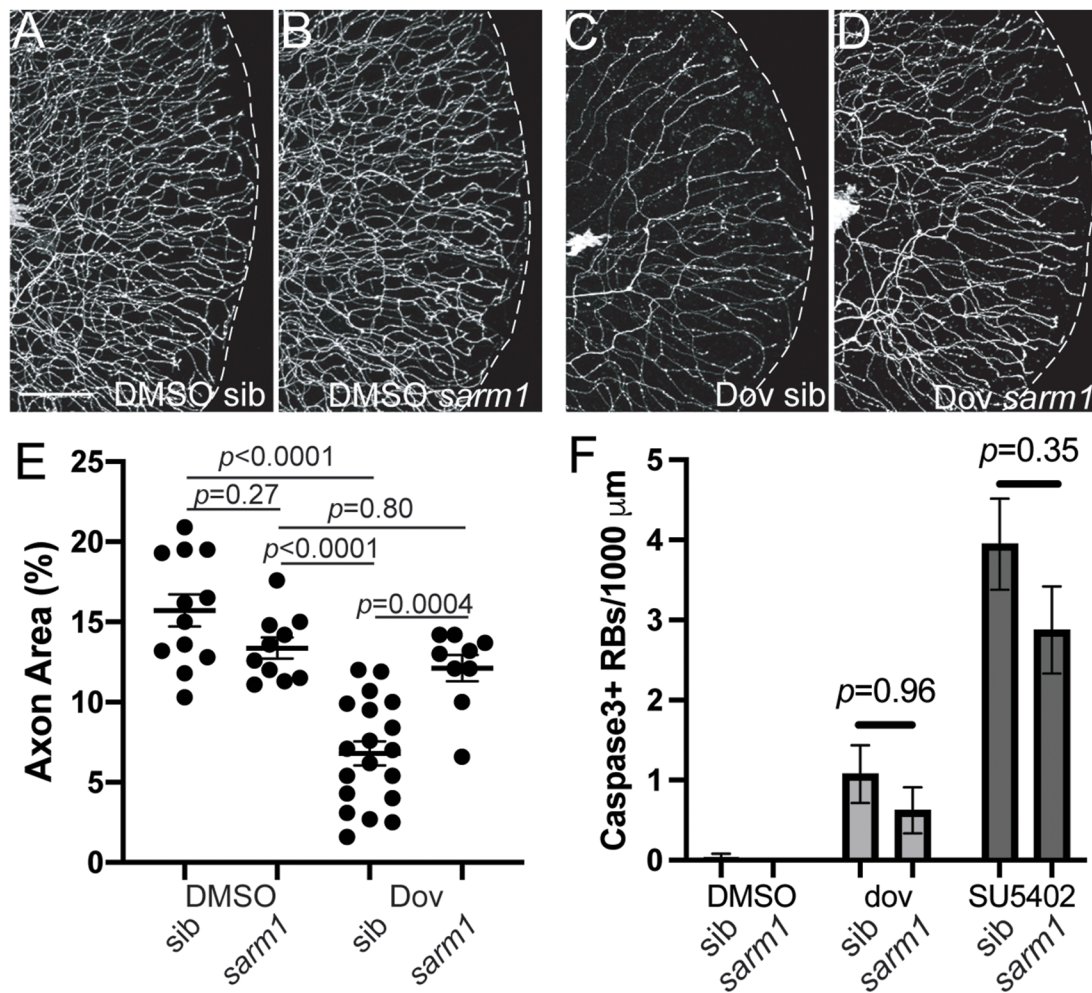 A
B
C
D
DMSO sib
DMSO sarm1
Dov sib
Dov sarm1
E
Axon Area (%)
25
20
15
10
5
0
p<0.0001
p=0.27
p=0.80
p<0.0001
p=0.0004
DMSO
Dov
sib
sarm1
sib
sarm1
F
Caspase3+ RBs/1000 μm
5
4
3
2
1
0
p=0.35
p=0.96
DMSO
dov
SU5402
sib
sarm1
sib
sarm1
sib
sarm1